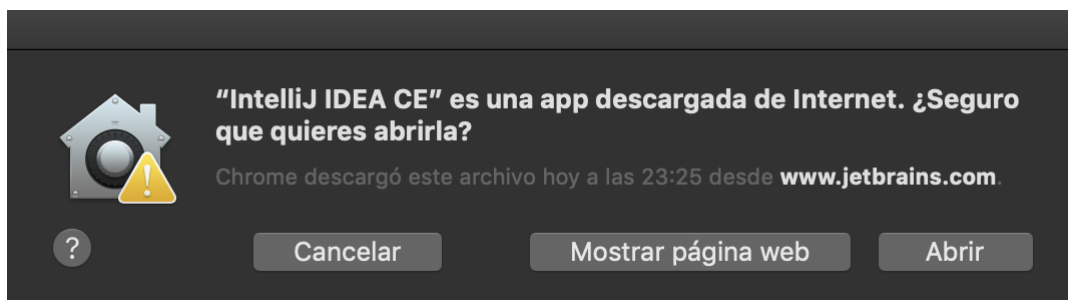 “IntelliJ IDEA CE” es una app descargada de Internet. ¿Seguro
que quieres abrirla?
Chrome descargó este archivo hoy a las 23:25 desde www.jetbrains.com.
? Cancelar Mostrar página web Abrir